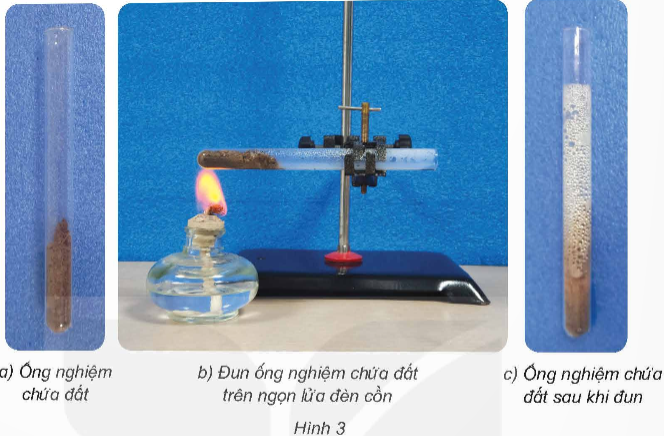 a) Ống nghiệm
chứa đất
b) Đun ống nghiệm chứa đất
trên ngọn lửa đèn cồn
c) Ống nghiệm chứa
đất sau khi đun
Hình 3